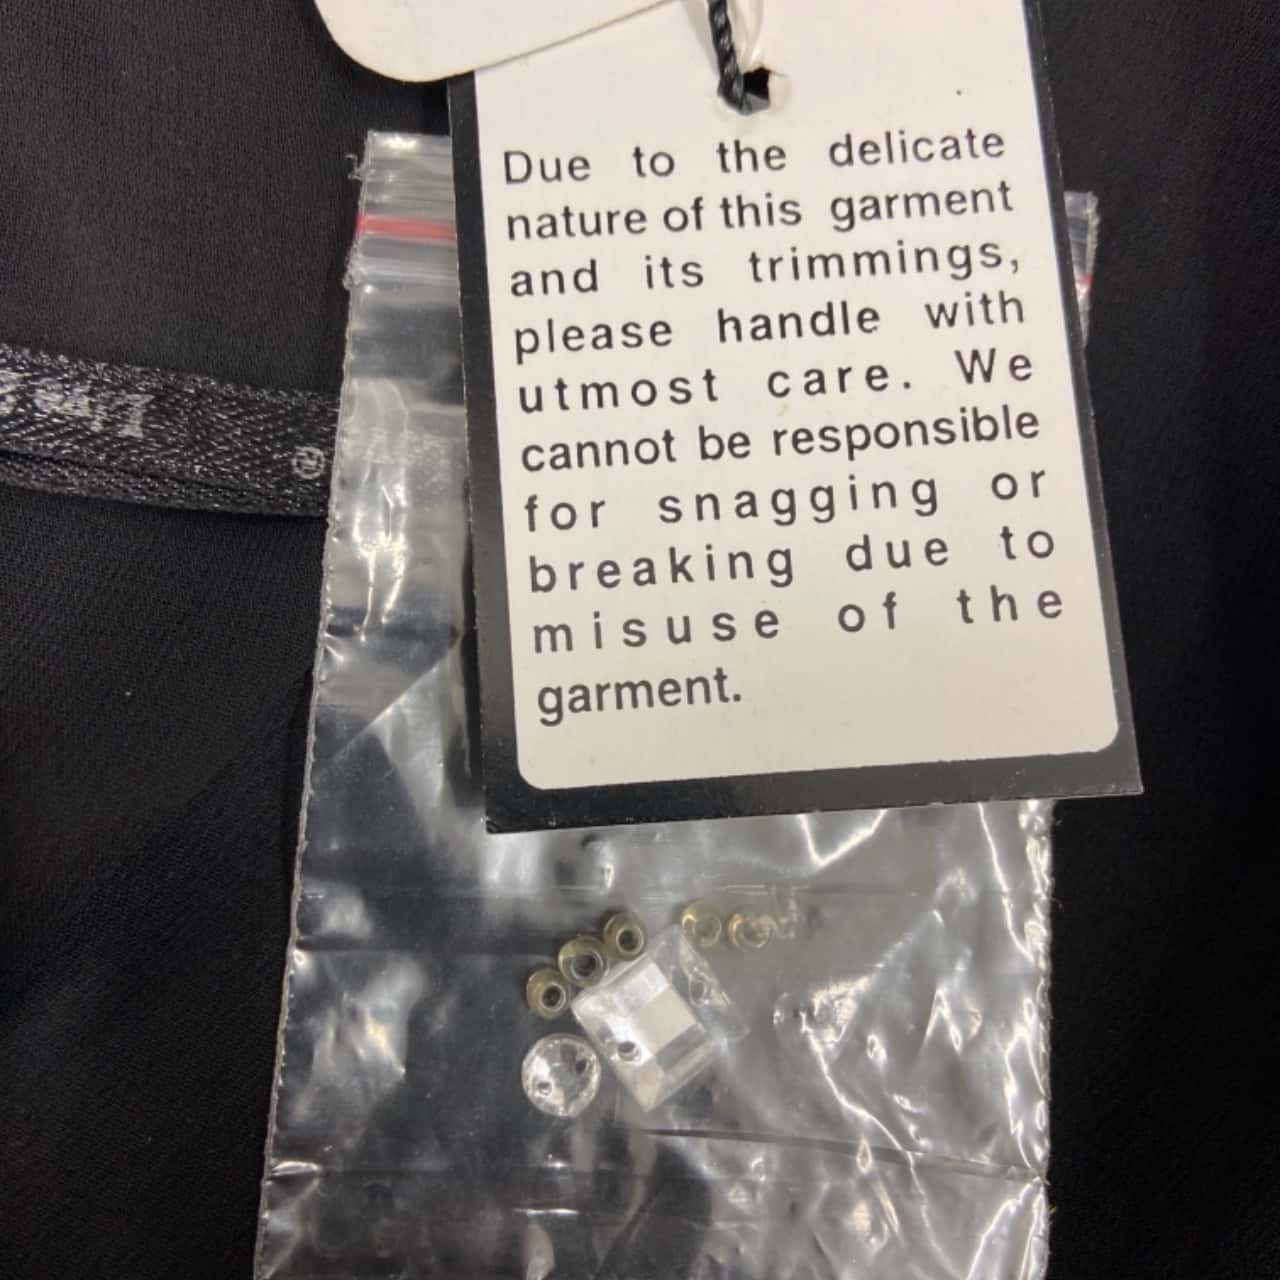 Due to the delicate
nature of this garment
and its trimmings,
please handle with
utmost care. We
cannot be responsible
for snagging or
breaking due to
misuse of the
garment.
®